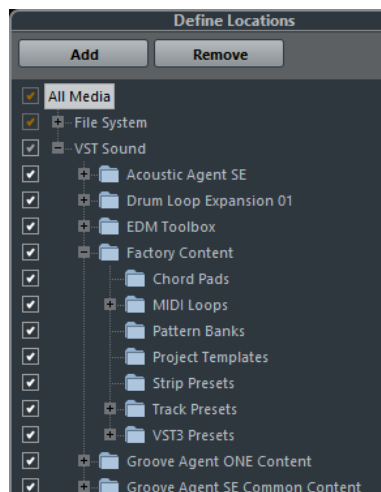 Define Locations
Add Remove
All Media
File System
VST Sound
Acoustic Agent SE
Drum Loop Expansion 01
EDM Toolbox
Factory Content
Chord Pads
MIDI Loops
Pattern Banks
Project Templates
Strip Presets
Track Presets
VST3 Presets
Groove Agent ONE Content
Groove Agent SE Common Content